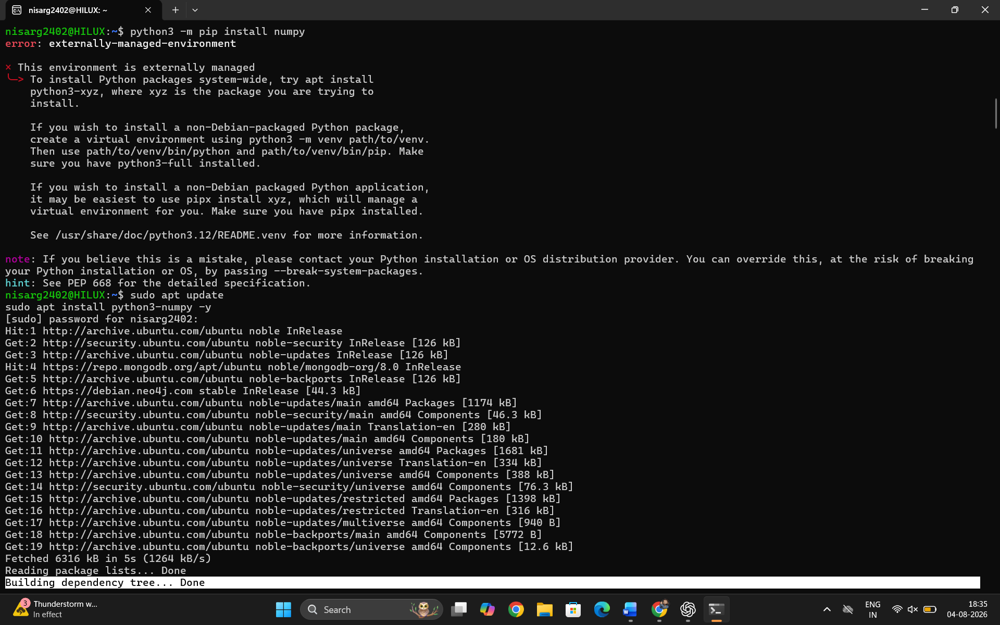 nisarg2402@HILUX: ~
nisarg2402@HILUX:~$ python3 -m pip install numpy
error: externally-managed-environment
× This environment is externally managed
╰─> To install Python packages system-wide, try apt install
python3-xyz, where xyz is the package you are trying to
install.
If you wish to install a non-Debian-packaged Python package,
create a virtual environment using python3 -m venv path/to/venv.
Then use path/to/venv/bin/python and path/to/venv/bin/pip. Make
sure you have python3-full installed.
If you wish to install a non-Debian packaged Python application,
it may be easiest to use pipx install xyz, which will manage a
virtual environment for you. Make sure you have pipx installed.
See /usr/share/doc/python3.12/README.venv for more information.
note: If you believe this is a mistake, please contact your Python installation or OS distribution provider. You can override this, at the risk of breaking
your Python installation or OS, by passing --break-system-packages.
hint: See PEP 668 for the detailed specification.
nisarg2402@HILUX:~$ sudo apt update
sudo apt install python3-numpy -y
[sudo] password for nisarg2402:
Hit:1 http://archive.ubuntu.com/ubuntu noble InRelease
Get:2 http://security.ubuntu.com/ubuntu noble-security InRelease [126 kB]
Get:3 http://archive.ubuntu.com/ubuntu noble-updates InRelease [126 kB]
Hit:4 https://repo.mongodb.org/apt/ubuntu noble/mongodb-org/8.0 InRelease
Get:5 http://archive.ubuntu.com/ubuntu noble-backports InRelease [126 kB]
Get:6 https://debian.neo4j.com stable InRelease [44.3 kB]
Get:7 http://archive.ubuntu.com/ubuntu noble-updates/main amd64 Packages [1174 kB]
Get:8 http://security.ubuntu.com/ubuntu noble-security/main amd64 Components [46.3 kB]
Get:9 http://archive.ubuntu.com/ubuntu noble-updates/main Translation-en [280 kB]
Get:10 http://archive.ubuntu.com/ubuntu noble-updates/main amd64 Components [180 kB]
Get:11 http://archive.ubuntu.com/ubuntu noble-updates/universe amd64 Packages [1681 kB]
Get:12 http://archive.ubuntu.com/ubuntu noble-updates/universe Translation-en [334 kB]
Get:13 http://archive.ubuntu.com/ubuntu noble-updates/universe amd64 Components [388 kB]
Get:14 http://security.ubuntu.com/ubuntu noble-security/universe amd64 Components [76.3 kB]
Get:15 http://archive.ubuntu.com/ubuntu noble-updates/restricted amd64 Packages [1398 kB]
Get:16 http://archive.ubuntu.com/ubuntu noble-updates/restricted Translation-en [316 kB]
Get:17 http://archive.ubuntu.com/ubuntu noble-updates/multiverse amd64 Components [940 B]
Get:18 http://archive.ubuntu.com/ubuntu noble-backports/main amd64 Components [5772 B]
Get:19 http://archive.ubuntu.com/ubuntu noble-backports/universe amd64 Components [12.6 kB]
Fetched 6316 kB in 5s (1264 kB/s)
Reading package lists... Done
Building dependency tree... Done
3
Thunderstorm w...
In effect
Search
W
ENG
IN
18:35
04-08-2026